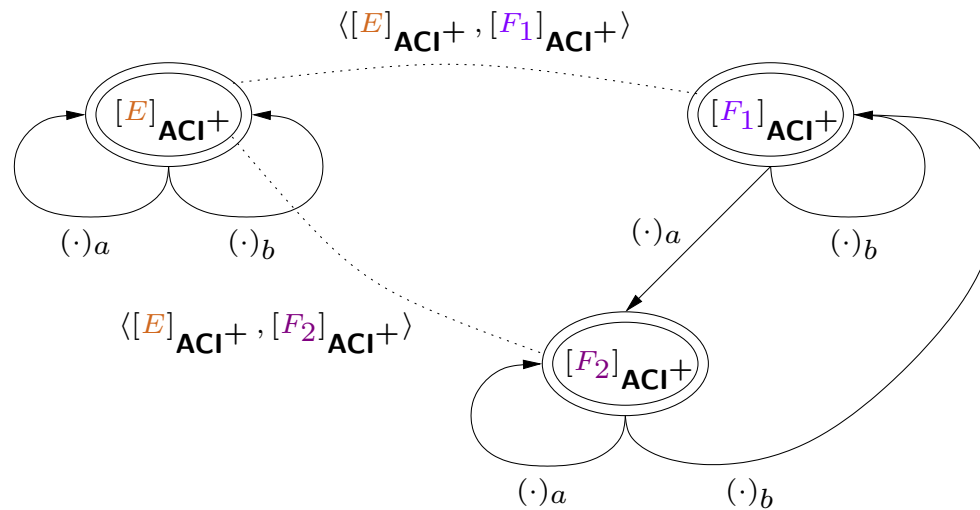 ⟨[E]ACI+ , [F1]ACI+⟩
[E]ACI+
[F1]ACI+
(·)a
(·)b
(·)a
(·)b
⟨[E]ACI+ , [F2]ACI+⟩
[F2]ACI+
(·)a
(·)b